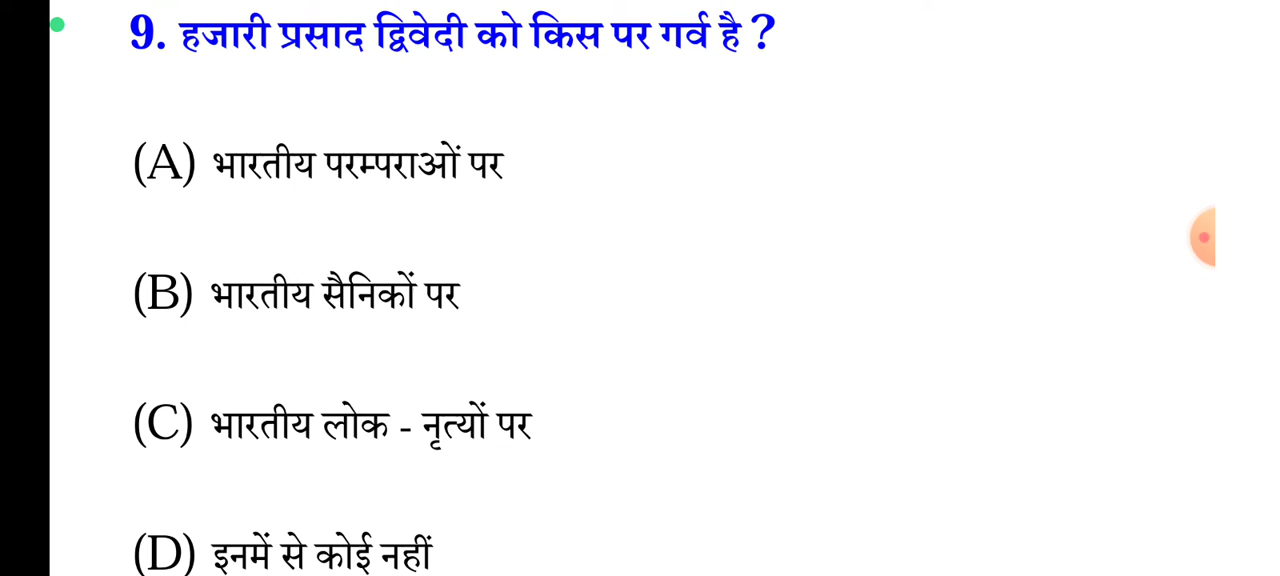 9. हजारी प्रसाद द्विवेदी को किस पर गर्व है ?
(A) भारतीय परम्पराओं पर
(B) भारतीय सैनिकों पर
(C) भारतीय लोक - नृत्यों पर
(D) इनमें से कोई नहीं